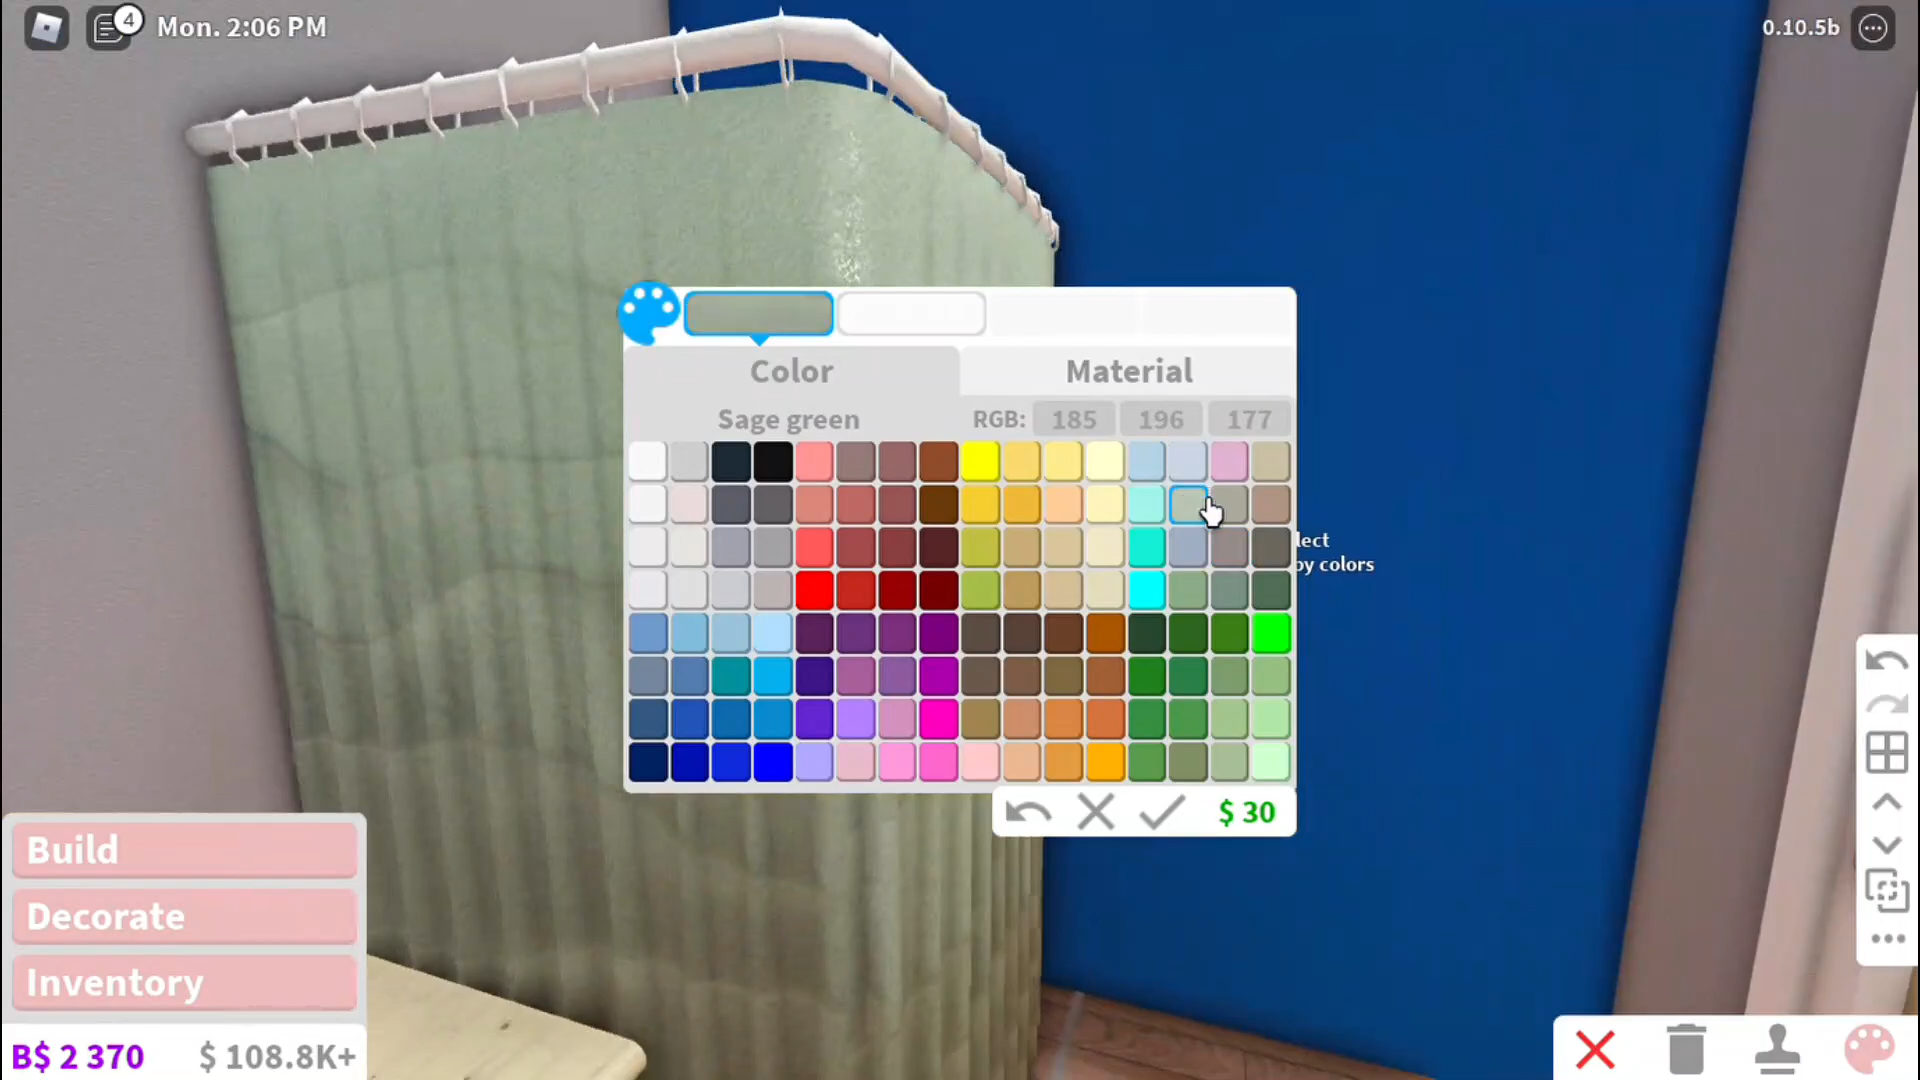 4
Mon. 2:06 PM
0.10.5b
Color
Material
Sage green
RGB: 185 196 177
lect
by colors
$ 30
Build
Decorate
Inventory
B$ 2 370
$ 108.8K+